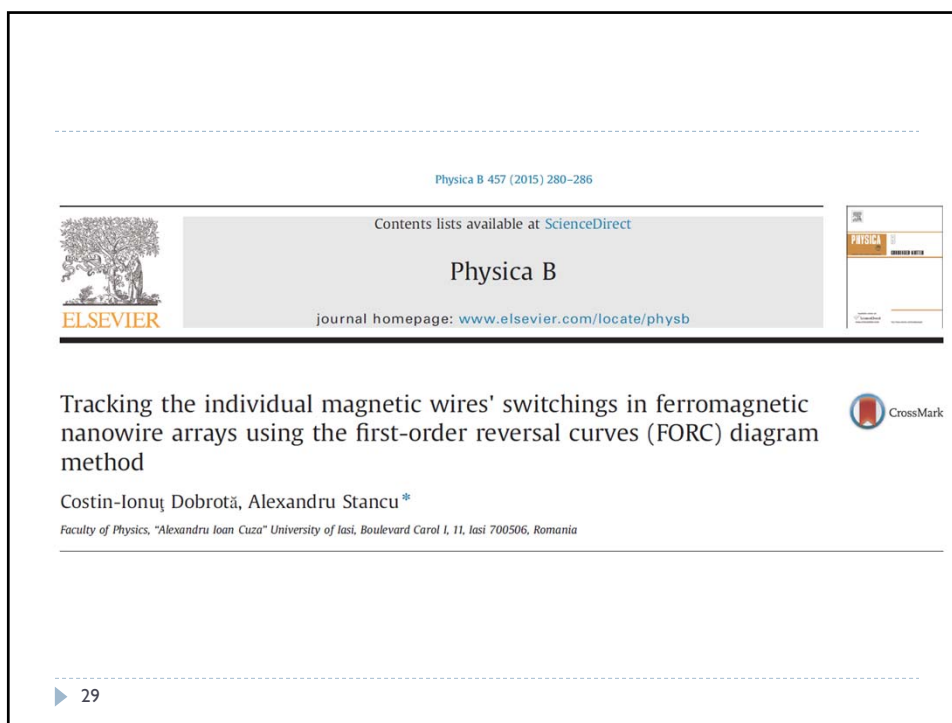 Physica B 457 (2015) 280–286
Contents lists available at ScienceDirect
Physica B
journal homepage: www.elsevier.com/locate/physb
ELSEVIER
PHYSICA
CONDENSED MATTER
Tracking the individual magnetic wires' switchings in ferromagnetic
nanowire arrays using the first-order reversal curves (FORC) diagram
method
CrossMark
Costin-Ionuţ Dobrotă, Alexandru Stancu*
Faculty of Physics, "Alexandru Ioan Cuza" University of Iasi, Boulevard Carol I, 11, Iasi 700506, Romania
29